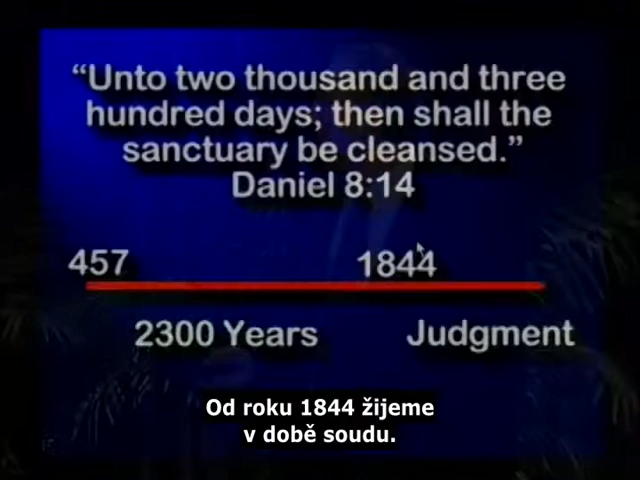 “Unto two thousand and three
hundred days; then shall the
sanctuary be cleansed.”
Daniel 8:14
457 1844
2300 Years Judgment
Od roku 1844 žijeme
v době soudu.